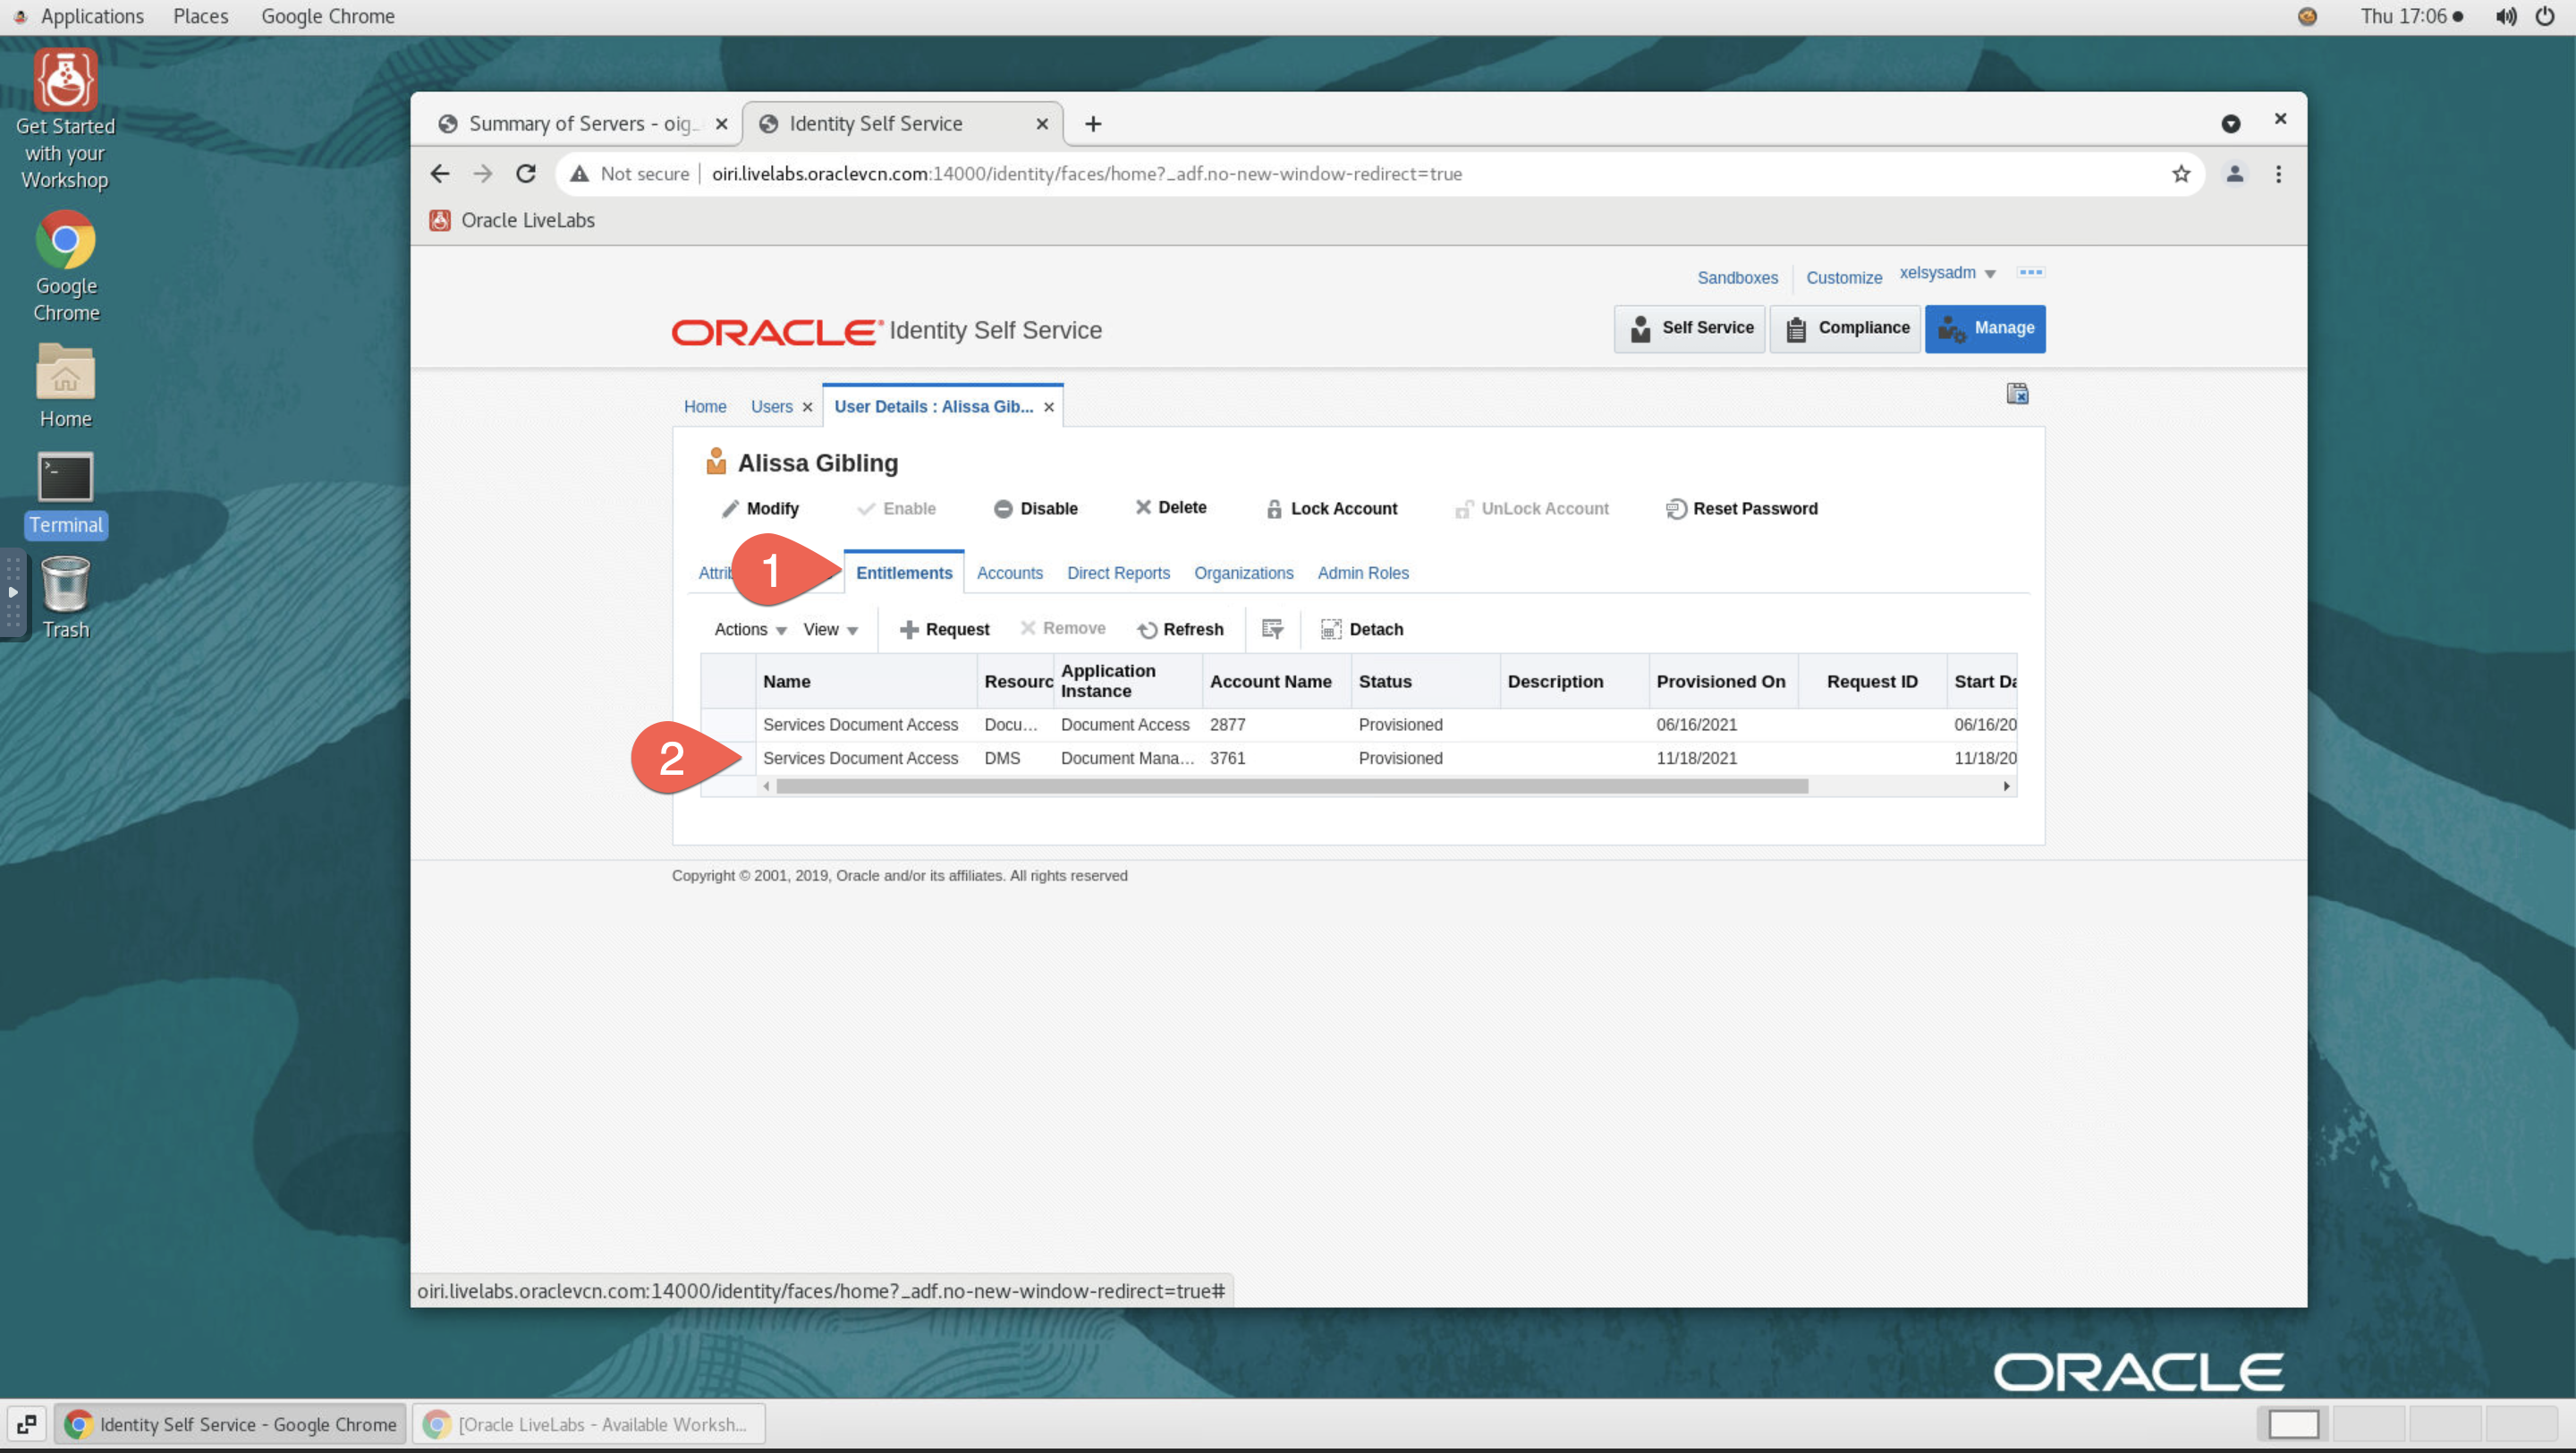 Applications Places Google Chrome Thu 17:06
Get Started
with your
Workshop
Google
Chrome
Home
Terminal
Trash
Summary of Servers - oig_
Identity Self Service
Not secure oiri.livelabs.oraclevcn.com:14000/identity/faces/home?_adf.no-new-window-redirect=true
Oracle LiveLabs
Sandboxes Customize xelsysadm
ORACLE® Identity Self Service
Self Service Compliance Manage
Home Users User Details : Alissa Gib...
Alissa Gibling
Modify Enable Disable Delete Lock Account UnLock Account Reset Password
Attrib 1 Entitlements Accounts Direct Reports Organizations Admin Roles
Actions View Request Remove Refresh Detach
Name Resourc Application Instance Account Name Status Description Provisioned On Request ID Start Da
Services Document Access Docu... Document Access 2877 Provisioned 06/16/2021 06/16/20
2 Services Document Access DMS Document Mana... 3761 Provisioned 11/18/2021 11/18/20
Copyright © 2001, 2019, Oracle and/or its affiliates. All rights reserved
oiri.livelabs.oraclevcn.com:14000/identity/faces/home?_adf.no-new-window-redirect=true#
ORACLE
Identity Self Service - Google Chrome [Oracle LiveLabs - Available Worksh...